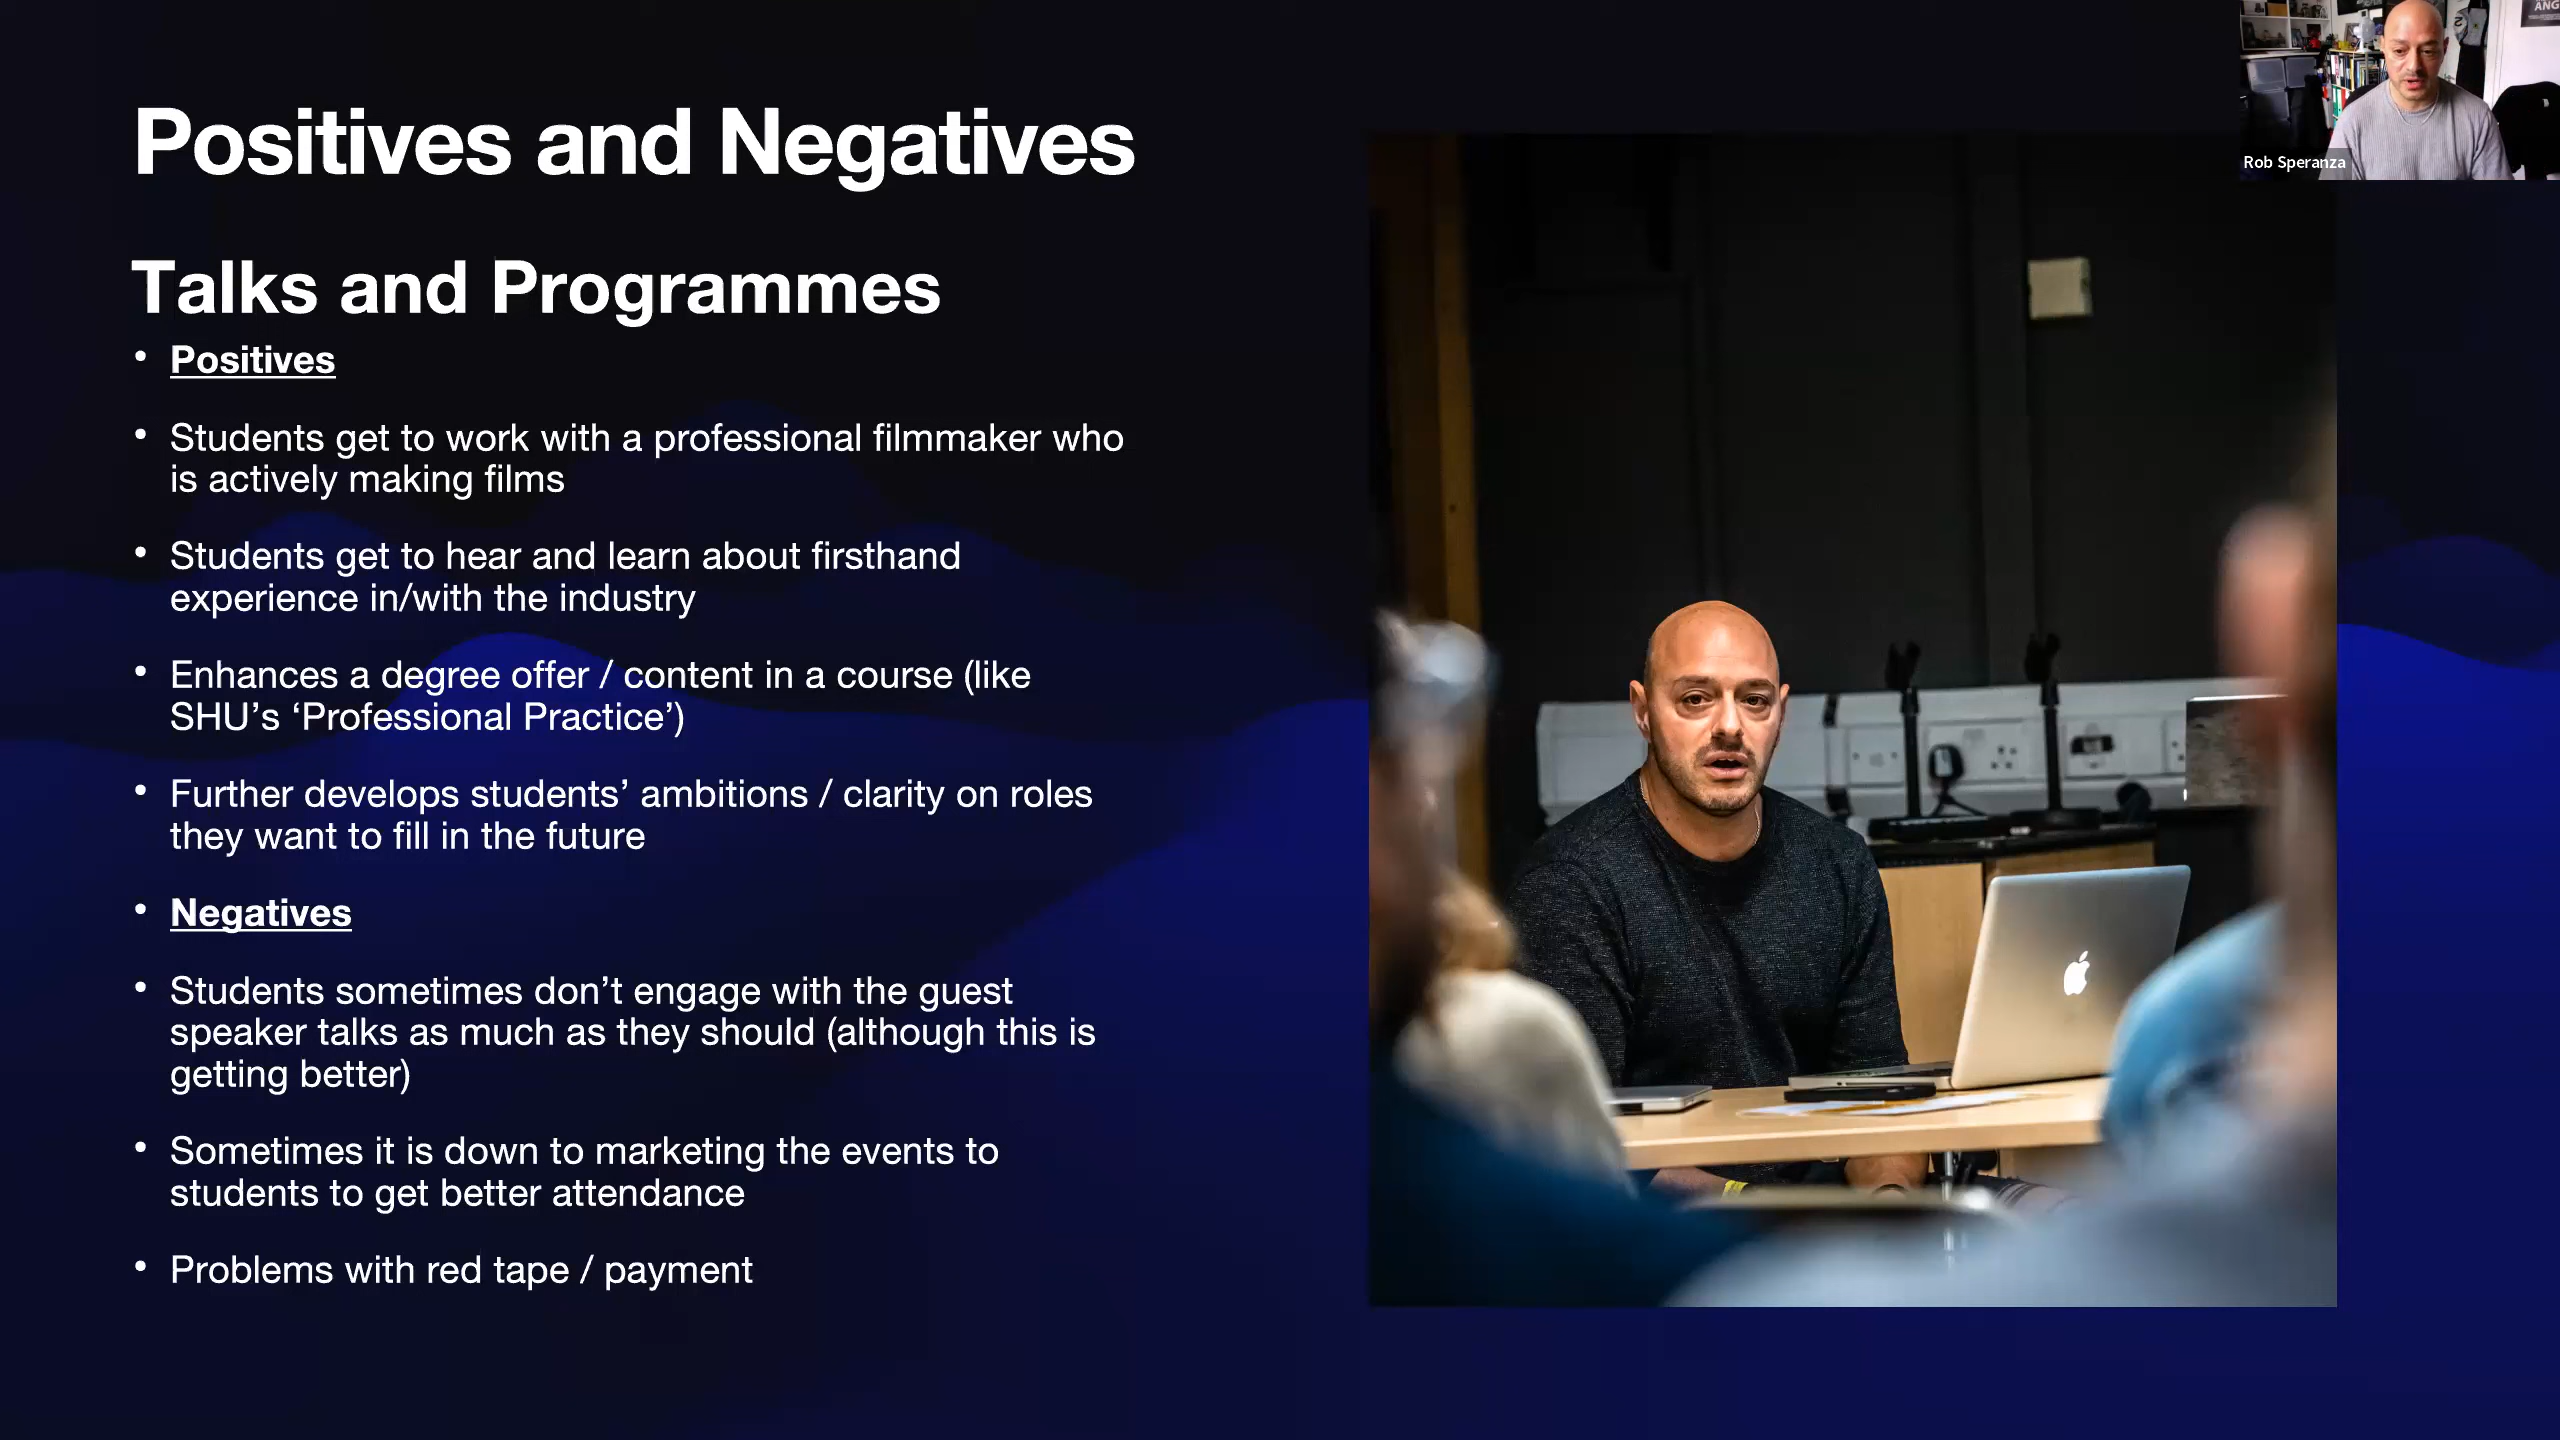 Positives and Negatives
Talks and Programmes
• Positives
• Students get to work with a professional filmmaker who
is actively making films
• Students get to hear and learn about firsthand
experience in/with the industry
• Enhances a degree offer / content in a course (like
SHU’s ‘Professional Practice’)
• Further develops students’ ambitions / clarity on roles
they want to fill in the future
• Negatives
• Students sometimes don’t engage with the guest
speaker talks as much as they should (although this is
getting better)
• Sometimes it is down to marketing the events to
students to get better attendance
• Problems with red tape / payment
ANG
Rob Speranza